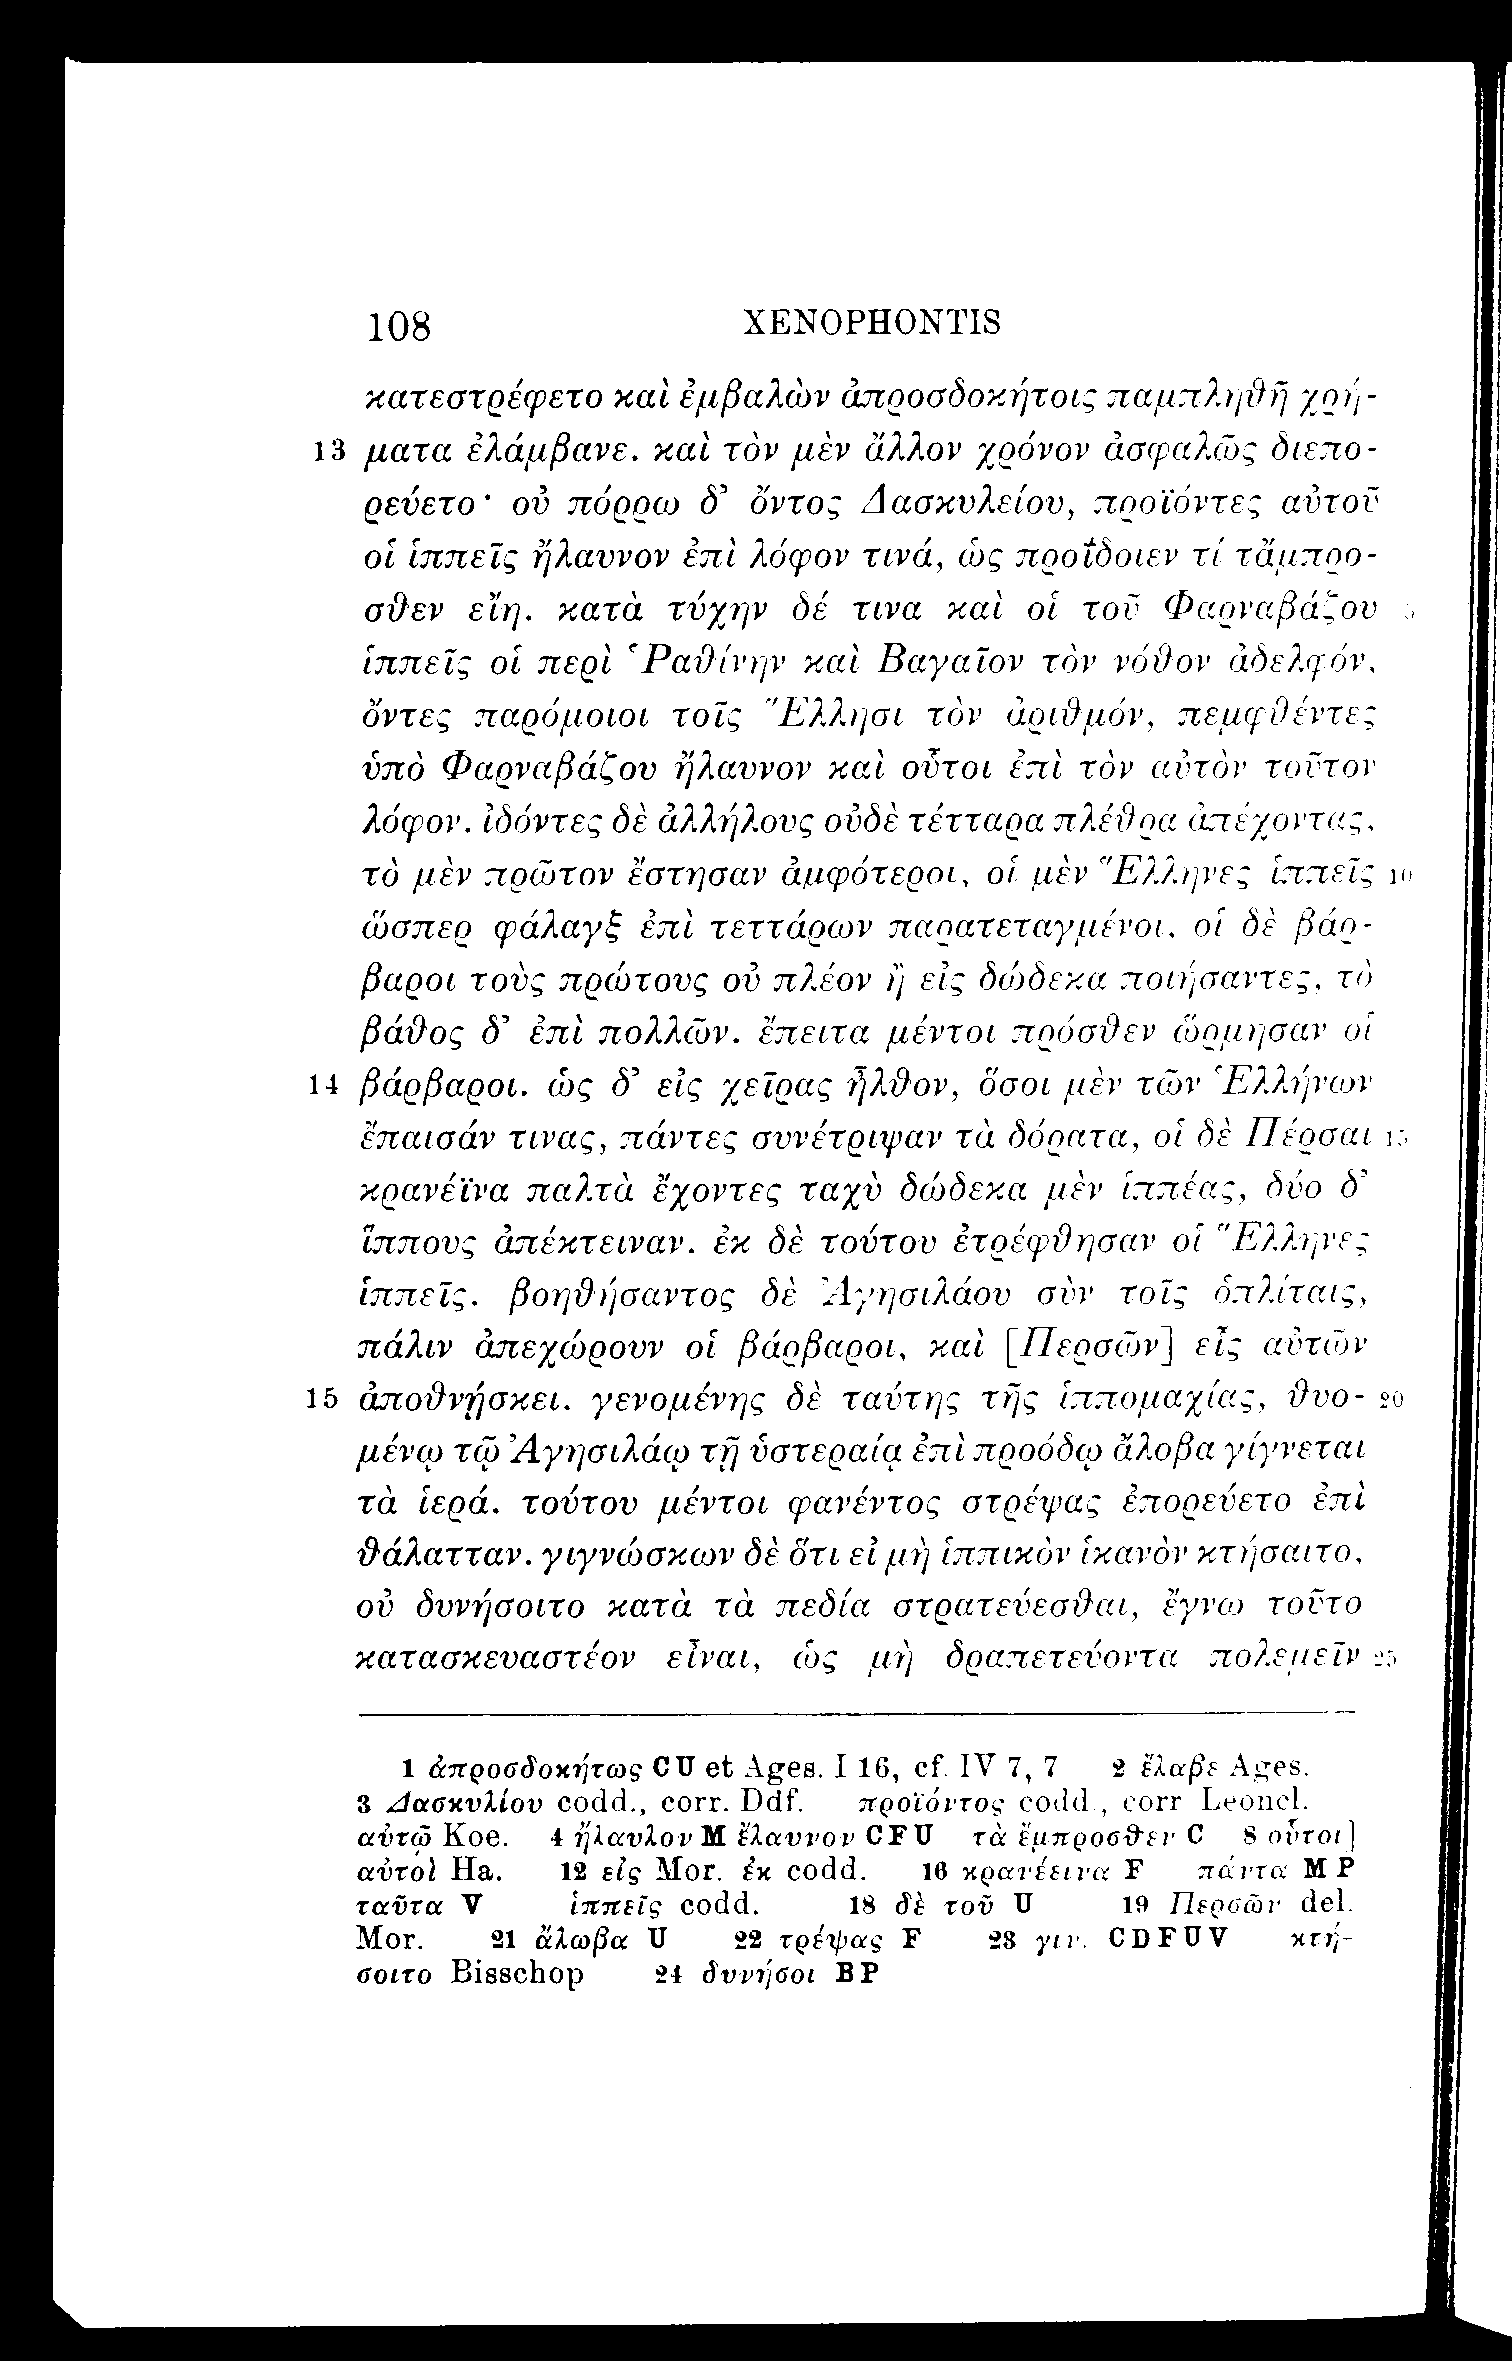 108 XENOPHONTIS
κατεστρέφετο καὶ ἐμβαλὼν ἀπροσδοκήτοις παμπληθῆ χρή-
13 ματα ἐλάμβανε. καὶ τὸν μὲν ἄλλον χρόνον ἀσφαλῶς διεπο-
ρεύετο· οὐ πόρρω δ’ ὄντος Δασκυλείου, προϊόντες αὐτοῦ
οἱ ἱππεῖς ἤλαυνον ἐπὶ λόφον τινά, ὡς προΐδοιεν τί τἄμπρο-
σθεν εἴη. κατὰ τύχην δέ τινα καὶ οἱ τοῦ Φαρναβάζου 5
ἱππεῖς οἱ περὶ Ῥαθίνην καὶ Βαγαῖον τὸν νόθον ἀδελφόν,
ὄντες παρόμοιοι τοῖς Ἕλλησι τὸν ἀριθμόν, πεμφθέντες
ὑπὸ Φαρναβάζου ἤλαυνον καὶ οὗτοι ἐπὶ τὸν αὐτὸν τοῦτον
λόφον. ἰδόντες δὲ ἀλλήλους οὐδὲ τέτταρα πλέθρα ἀπέχοντας,
τὸ μὲν πρῶτον ἔστησαν ἀμφότεροι, οἱ μὲν Ἕλληνες ἱππεῖς 10
ὥσπερ φάλαγξ ἐπὶ τεττάρων παρατεταγμένοι, οἱ δὲ βάρ-
βαροι τοὺς πρώτους οὐ πλέον ἢ εἰς δώδεκα ποιήσαντες, τὸ
βάθος δ’ ἐπὶ πολλῶν. ἔπειτα μέντοι πρόσθεν ὥρμησαν οἱ
14 βάρβαροι. ὡς δ’ εἰς χεῖρας ἦλθον, ὅσοι μὲν τῶν Ἑλλήνων
ἔπαισάν τινας, πάντες συνέτριψαν τὰ δόρατα, οἱ δὲ Πέρσαι 15
κρανέϊνα παλτὰ ἔχοντες ταχὺ δώδεκα μὲν ἱππέας, δύο δ’
ἵππους ἀπέκτειναν. ἐκ δὲ τούτου ἐτρέφθησαν οἱ Ἕλληνες
ἱππεῖς. βοηθήσαντος δὲ Ἀγησιλάου σὺν τοῖς ὁπλίταις,
πάλιν ἀπεχώρουν οἱ βάρβαροι, καὶ [Περσῶν] εἷς αὐτῶν
15 ἀποθνῄσκει. γενομένης δὲ ταύτης τῆς ἱππομαχίας, θυο- 20
μένῳ τῷ Ἀγησιλάῳ τῇ ὑστεραίᾳ ἐπὶ προόδῳ ἄλοβα γίγνεται
τὰ ἱερά. τούτου μέντοι φανέντος στρέψας ἐπορεύετο ἐπὶ
θάλατταν. γιγνώσκων δὲ ὅτι εἰ μὴ ἱππικὸν ἱκανὸν κτήσαιτο,
οὐ δυνήσοιτο κατὰ τὰ πεδία στρατεύεσθαι, ἔγνω τοῦτο
κατασκευαστέον εἶναι, ὡς μὴ δραπετεύοντα πολεμεῖν 25
1 ἀπροσδοκήτως CU et Ages. I 16, cf. IV 7, 7 2 ἔλαβε Ages.
3 Δασκυλίου codd., corr. Ddf. προϊόντος codd., corr Leoncl.
αὐτῷ Koe. 4 ἤλαυλον M ἔλαυνον CFU τὰ ἔμπροσθεν C 8 οὗτοι]
αὐτοὶ Ha. 12 εἰς Mor. ἐκ codd. 16 κρανέεινα F πάντα MP
ταῦτα V ἱππεῖς codd. 18 δὲ τοῦ U 19 Περσῶν del.
Mor. 21 ἄλωβα U 22 τρέψας F 23 γιν. CDFUV κτή-
σοιτο Bisschop 24 δυνήσοι BP